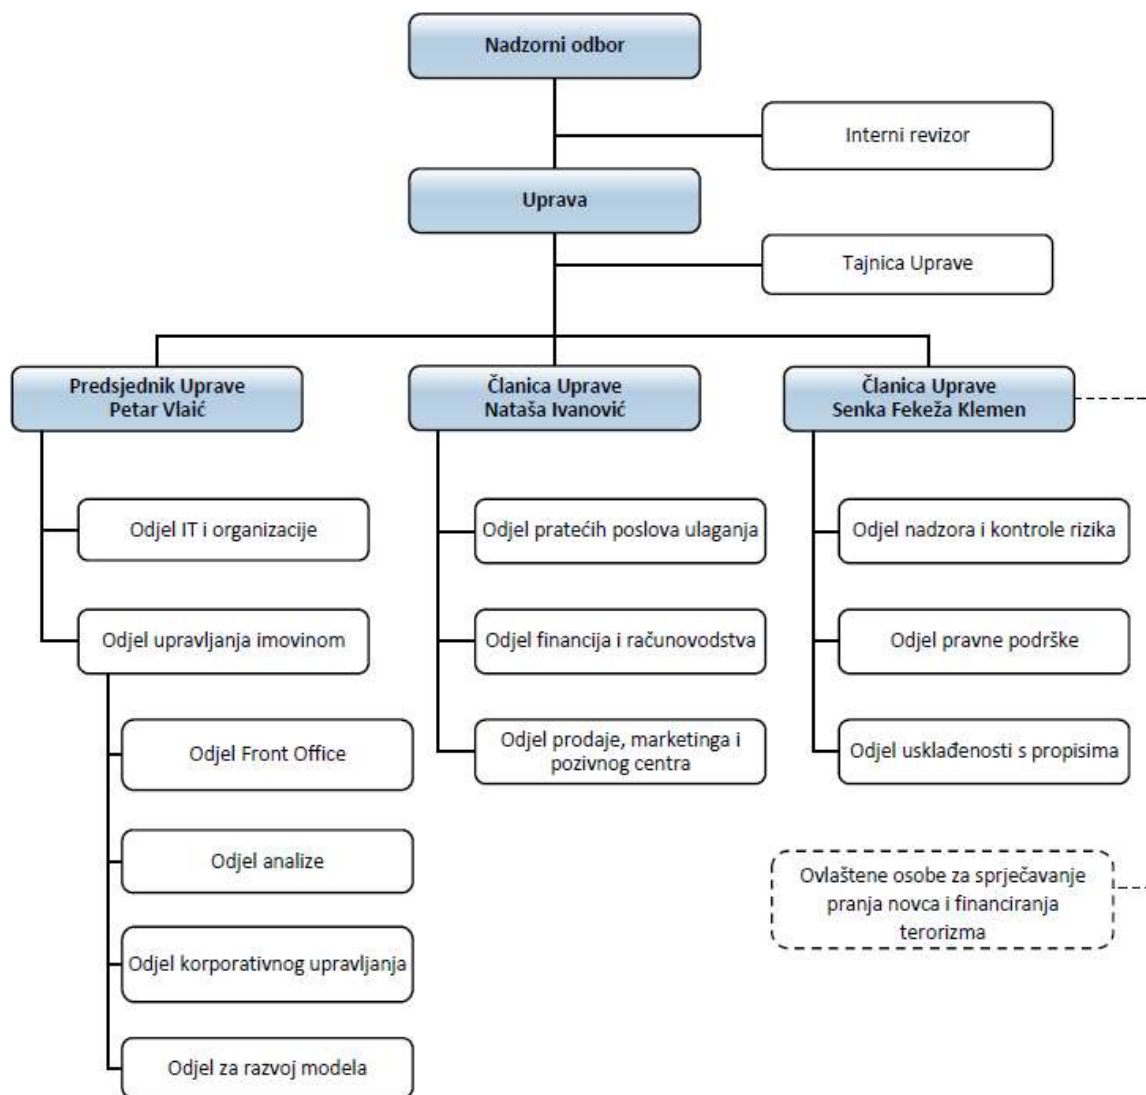 Nadzorni odbor
Interni revizor
Uprava
Tajnica Uprave
Predsjednik Uprave
Petar Vlaić
Članica Uprave
Nataša Ivanović
Članica Uprave
Senka Fekeža Klemen
Odjel IT i organizacije
Odjel upravljanja imovinom
Odjel Front Office
Odjel analize
Odjel korporativnog upravljanja
Odjel za razvoj modela
Odjel pratećih poslova ulaganja
Odjel financija i računovodstva
Odjel prodaje, marketinga i
pozivnog centra
Odjel nadzora i kontrole rizika
Odjel pravne podrške
Odjel usklađenosti s propisima
Ovlaštene osobe za sprječavanje
pranja novca i financiranja
terorizma